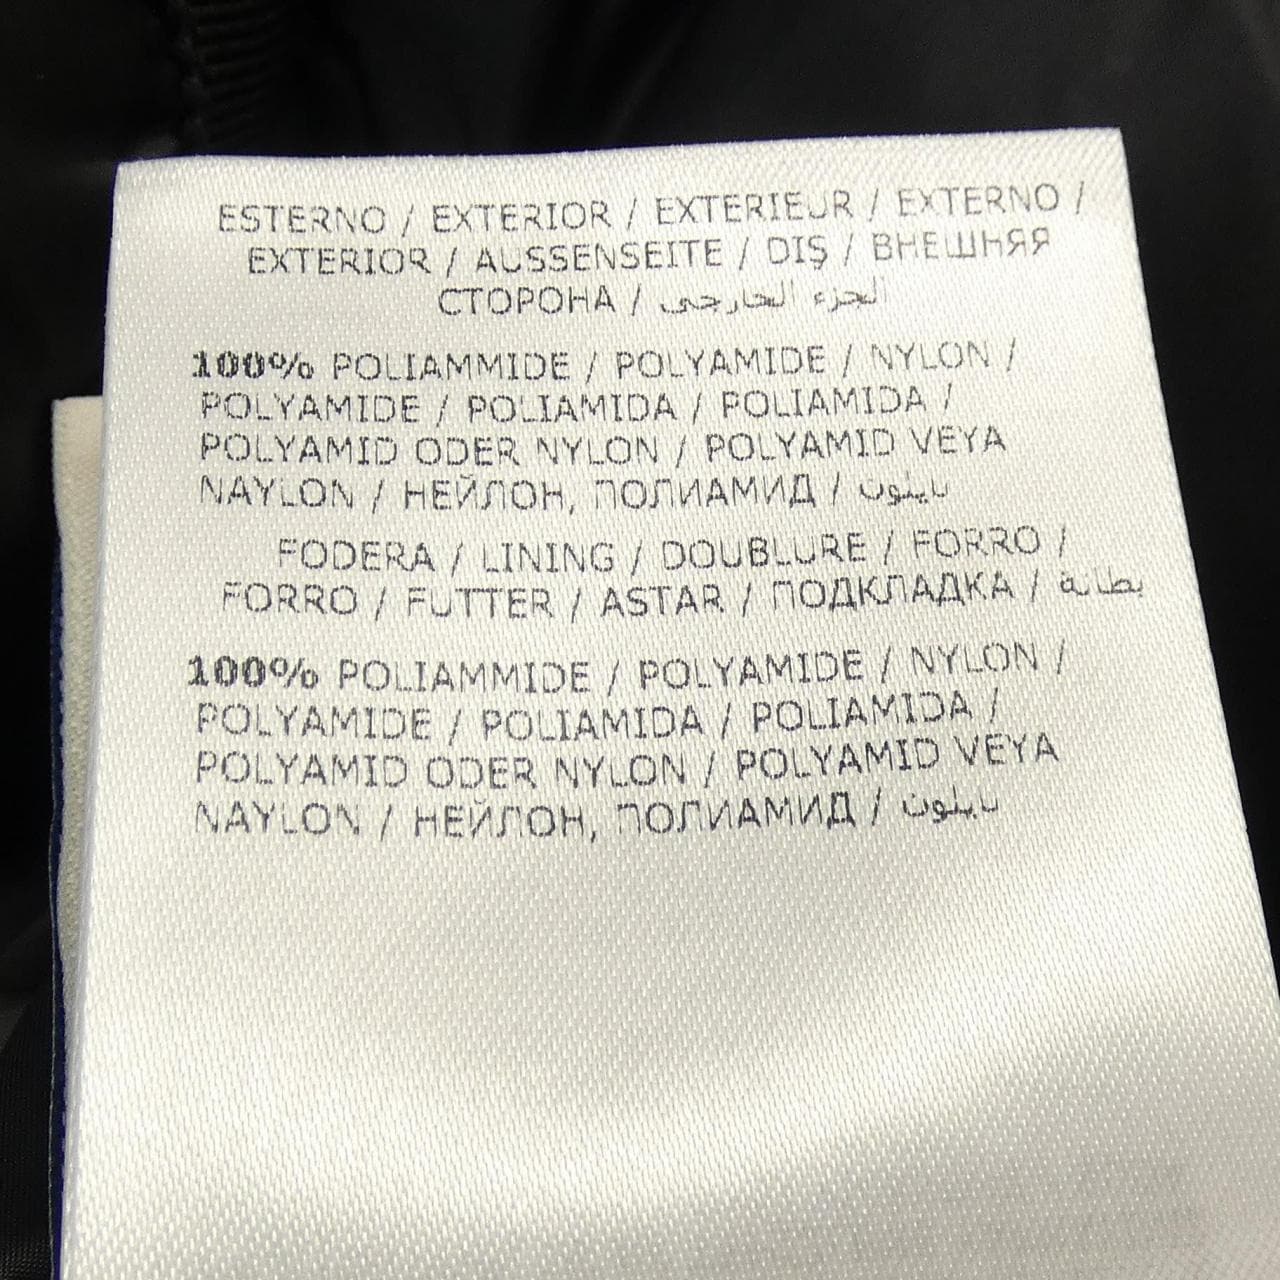 ESTERNO / EXTERIOR / EXTERIEUR / EXTERNO /
EXTERIOR / AUSSENSEITE / DIŞ / ВНЕШНЯЯ
СТОРОНА / الجزء الخارجى
100% POLIAMMIDE / POLYAMIDE / NYLON /
POLYAMIDE / POLIAMIDA / POLIAMIDA /
POLYAMID ODER NYLON / POLYAMID VEYA
NAYLON / НЕЙЛОН, ПОЛИАМИД / نايلون
FODERA / LINING / DOUBLURE / FORRO /
FORRO / FUTTER / ASTAR / ПОДКЛАДКА / بطانة
100% POLIAMMIDE / POLYAMIDE / NYLON /
POLYAMIDE / POLIAMIDA / POLIAMIDA /
POLYAMID ODER NYLON / POLYAMID VEYA
NAYLON / НЕЙЛОН, ПОЛИАМИД / نايلون